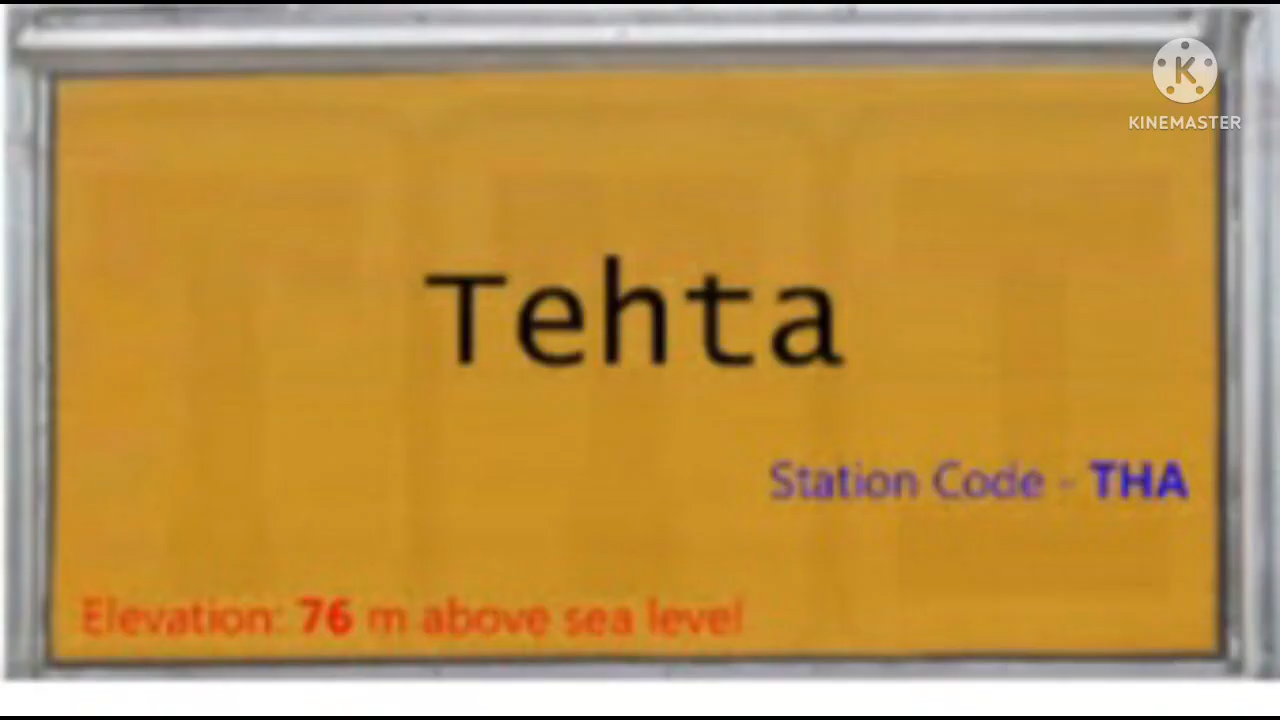 K
KINEMASTER
Tehta
Station Code - THA
Elevation: 76 m above sea level